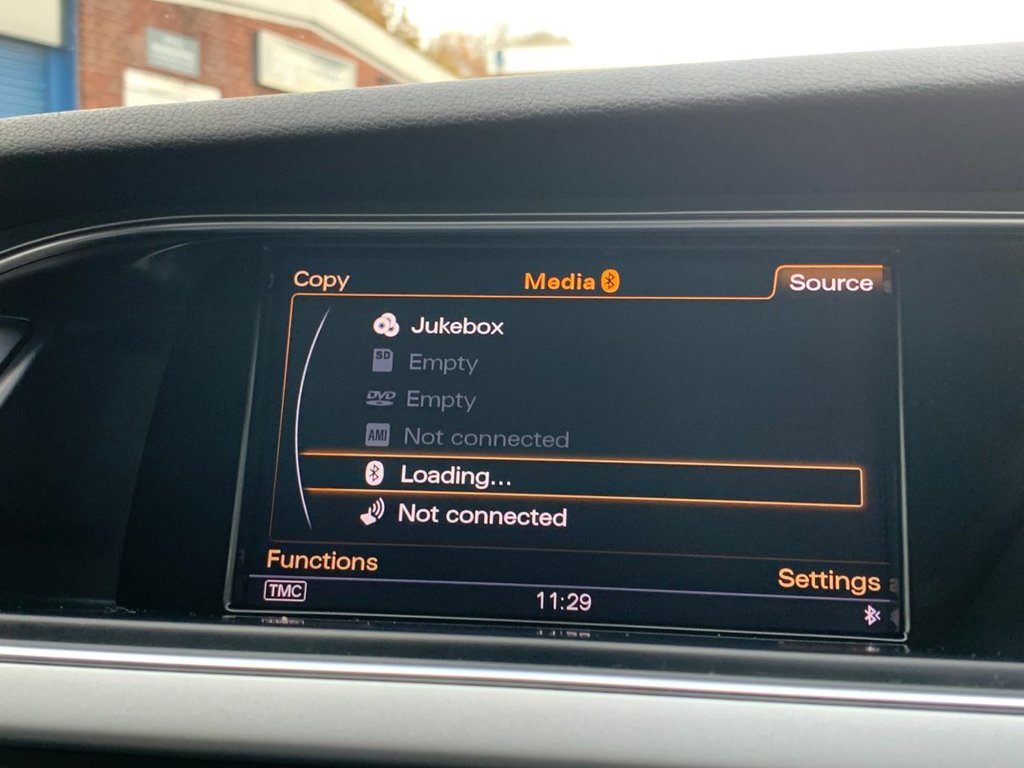 Copy Media Source
Jukebox
SD Empty
DVD Empty
AMI Not connected
Loading...
Not connected
Functions Settings
TMC 11:29